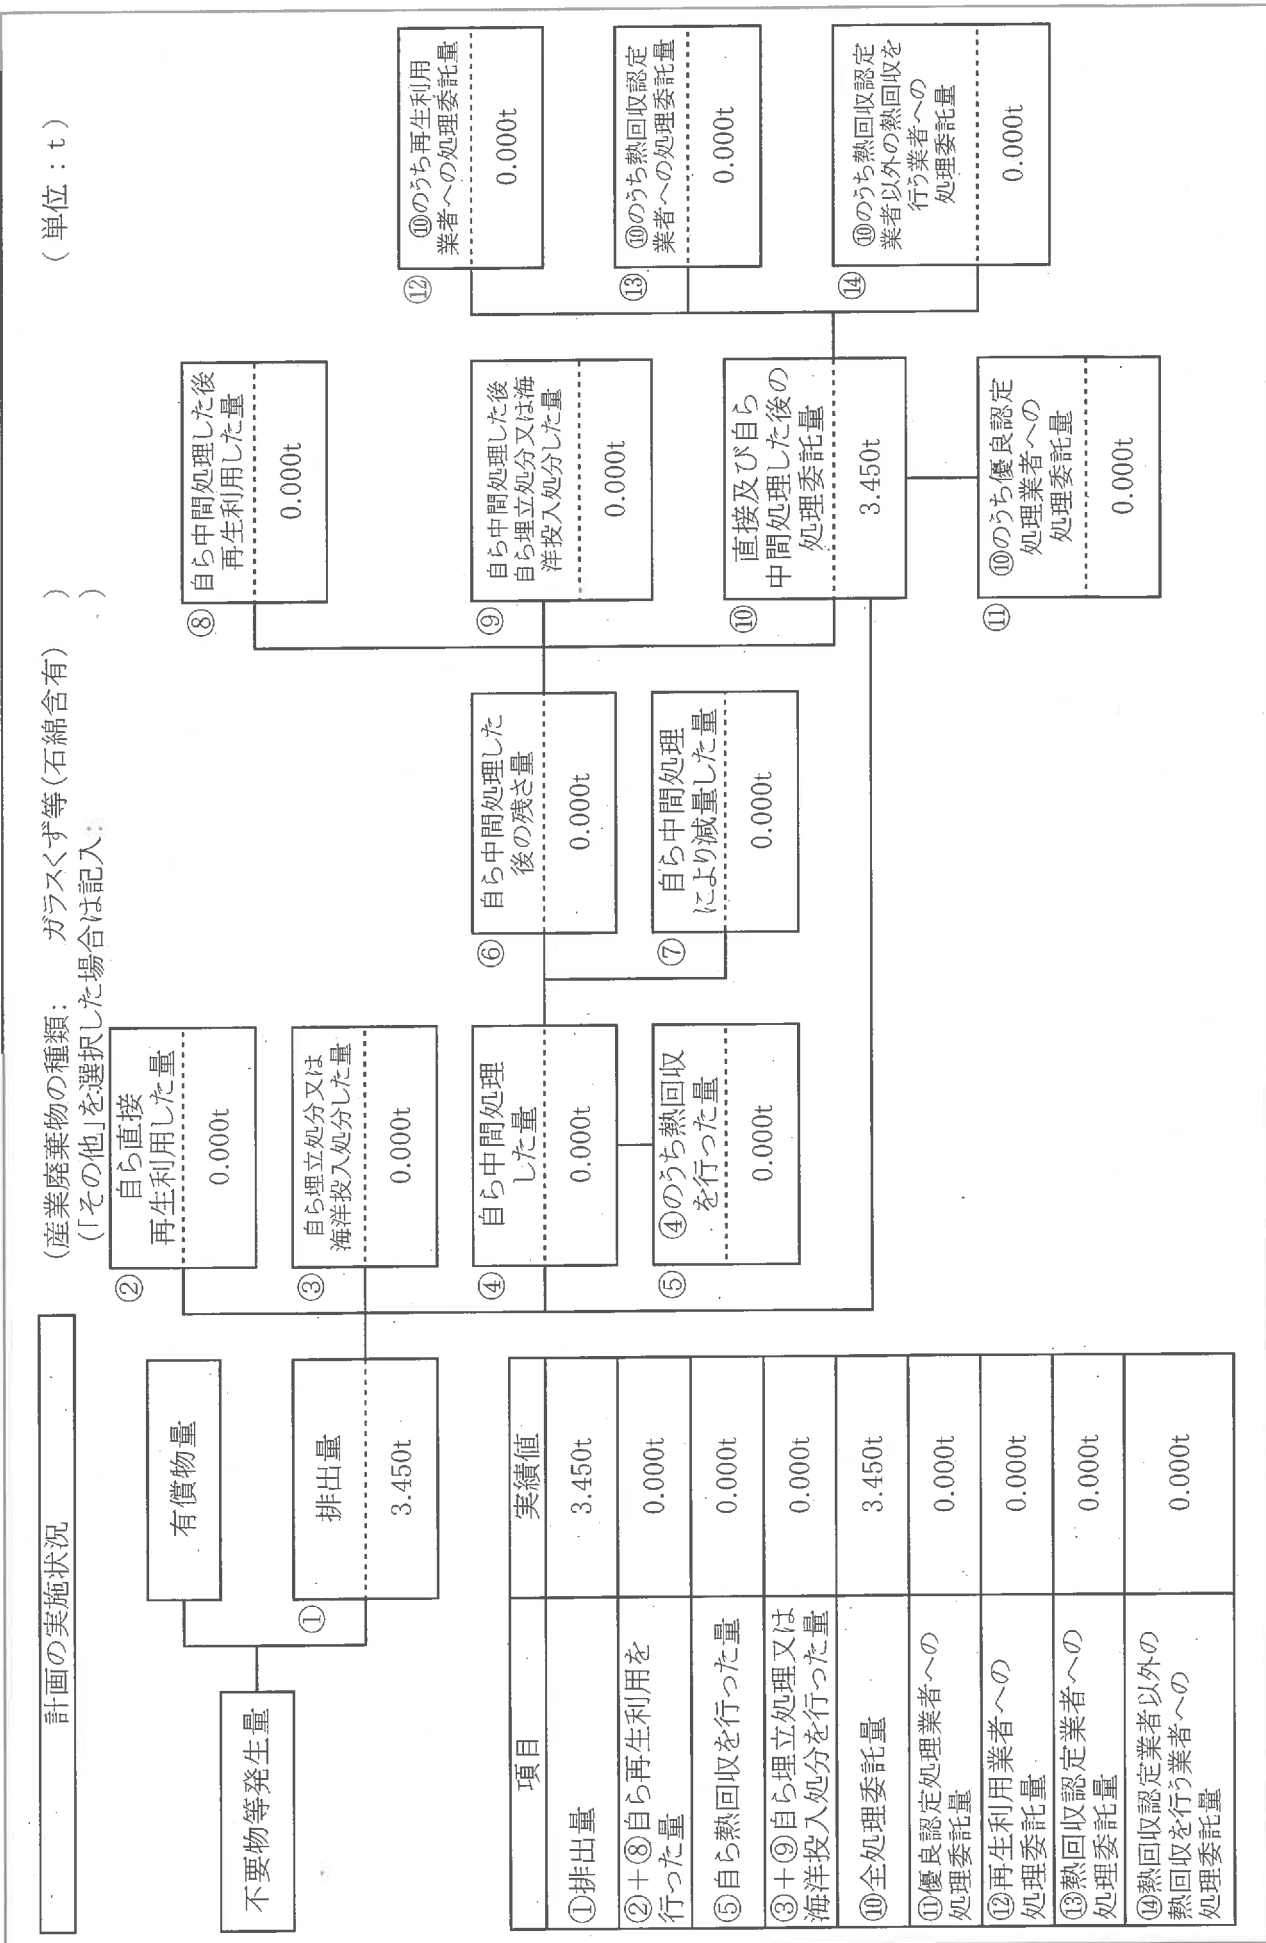 計画の実施状況
(産業廃棄物の種類： ガラスくず等(石綿含有) )
(「その他」を選択した場合は記入： )
(単位：t)
不要物等発生量
有償物量
①
排出量
3.450t
②
自ら直接
再生利用した量
0.000t
③
自ら埋立処分又は
海洋投入処分した量
0.000t
④
自ら中間処理
した量
0.000t
⑤
④のうち熱回収
を行った量
0.000t
⑥
自ら中間処理した
後の残さ量
0.000t
⑦
自ら中間処理
により減量した量
0.000t
⑧
自ら中間処理した後
再生利用した量
0.000t
⑨
自ら中間処理した後
自ら埋立処分又は海
洋投入処分した量
0.000t
⑩
直接及び自ら
中間処理した後の
処理委託量
3.450t
⑪
⑩のうち優良認定
処理業者への
処理委託量
0.000t
⑫
⑩のうち再生利用
業者への処理委託量
0.000t
⑬
⑩のうち熱回収認定
業者への処理委託量
0.000t
⑭
⑩のうち熱回収認定
業者以外の熱回収を
行う業者への
処理委託量
0.000t
項目 実績値
①排出量 3.450t
②＋⑧自ら再生利用を
行った量 0.000t
⑤自ら熱回収を行った量 0.000t
③＋⑨自ら埋立処理又は
海洋投入処分を行った量 0.000t
⑩全処理委託量 3.450t
⑪優良認定処理業者への
処理委託量 0.000t
⑫再生利用業者への
処理委託量 0.000t
⑬熱回収認定業者への
処理委託量 0.000t
⑭熱回収認定業者以外の
熱回収を行う業者への
処理委託量 0.000t